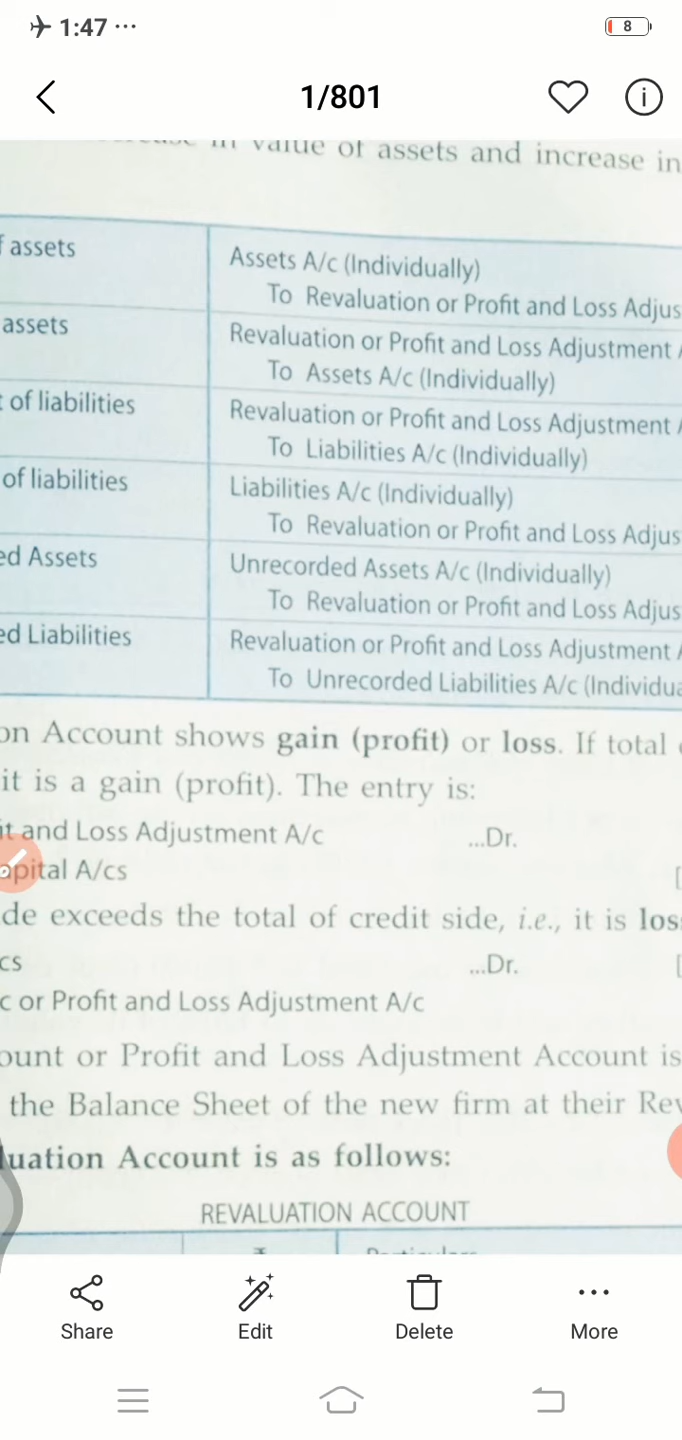 1:47 ...
8
1/801
in value of assets and increase in
assets
Assets A/c (Individually)
To Revaluation or Profit and Loss Adjus
assets
Revaluation or Profit and Loss Adjustment
To Assets A/c (Individually)
of liabilities
Revaluation or Profit and Loss Adjustment
To Liabilities A/c (Individually)
of liabilities
Liabilities A/c (Individually)
To Revaluation or Profit and Loss Adjus
ed Assets
Unrecorded Assets A/c (Individually)
To Revaluation or Profit and Loss Adjus
ed Liabilities
Revaluation or Profit and Loss Adjustment
To Unrecorded Liabilities A/c (Individua
on Account shows gain (profit) or loss. If total
it is a gain (profit). The entry is:
it and Loss Adjustment A/c ...Dr.
apital A/cs [
de exceeds the total of credit side, i.e., it is los
cs ...Dr. [
c or Profit and Loss Adjustment A/c
ount or Profit and Loss Adjustment Account is
the Balance Sheet of the new firm at their Rev
luation Account is as follows:
REVALUATION ACCOUNT
Share
Edit
Delete
More